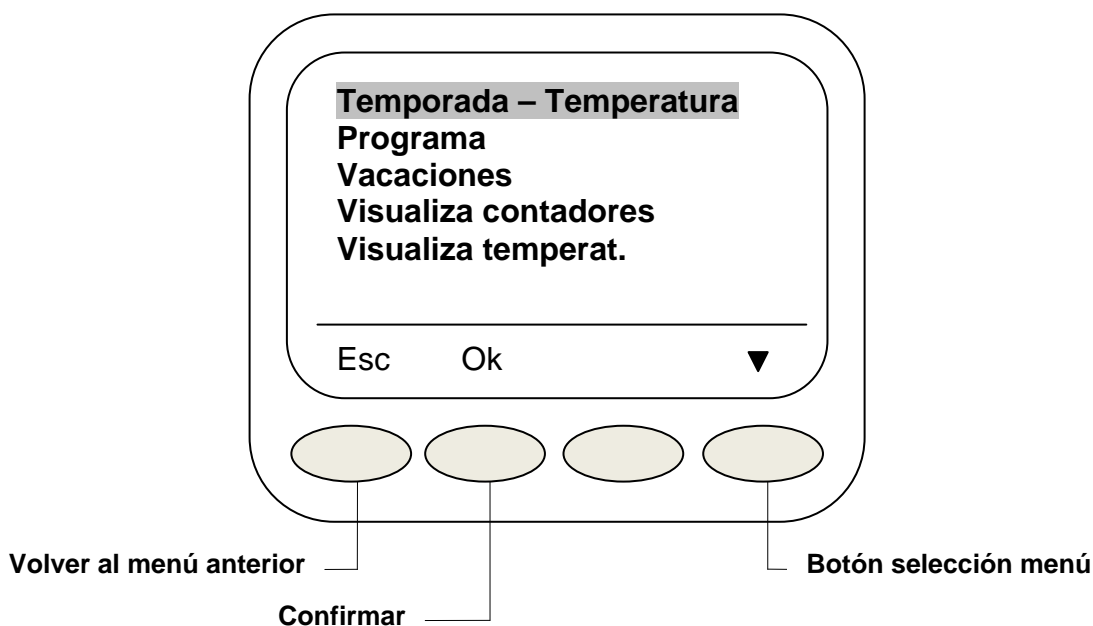 Temporada – Temperatura
Programa
Vacaciones
Visualiza contadores
Visualiza temperat.
Esc Ok ▼
Volver al menú anterior
Botón selección menú
Confirmar